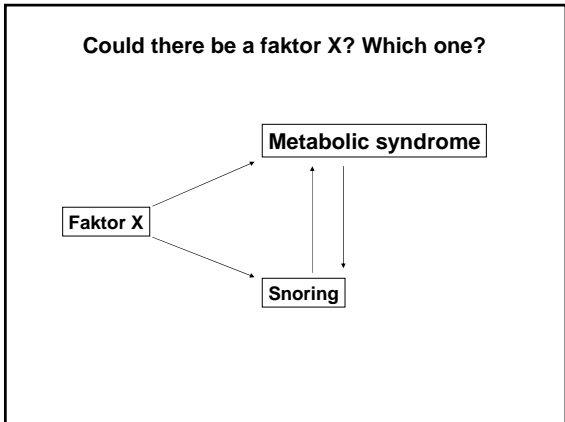 Could there be a faktor X? Which one?
Metabolic syndrome
Faktor X
Snoring